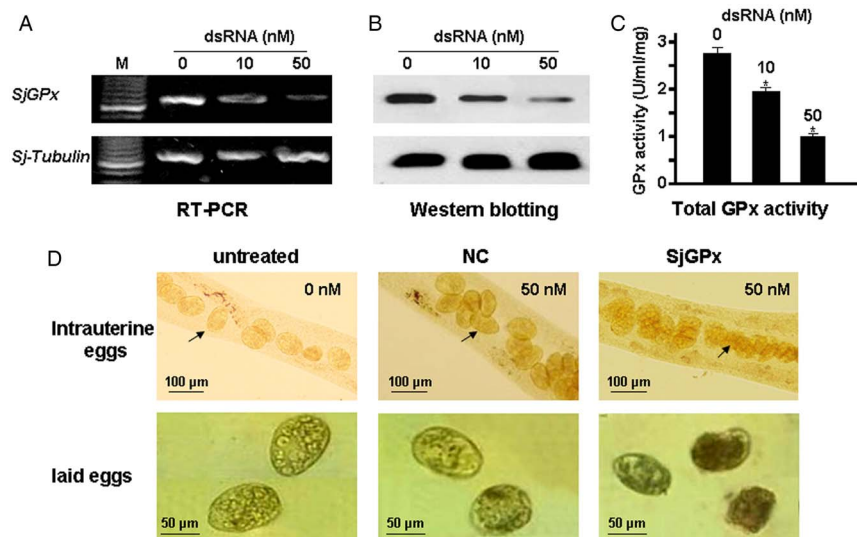 A
dsRNA (nM)
M 0 10 50
SjGPx
Sj-Tubulin
RT-PCR
B
dsRNA (nM)
0 10 50
Western blotting
C
dsRNA (nM)
GPx activity (U/ml/mg)
3
2
1
0
0
10
*
50
*
Total GPx activity
D
untreated NC SjGPx
Intrauterine eggs
0 nM 50 nM 50 nM
100 µm 100 µm 100 µm
laid eggs
50 µm 50 µm 50 µm